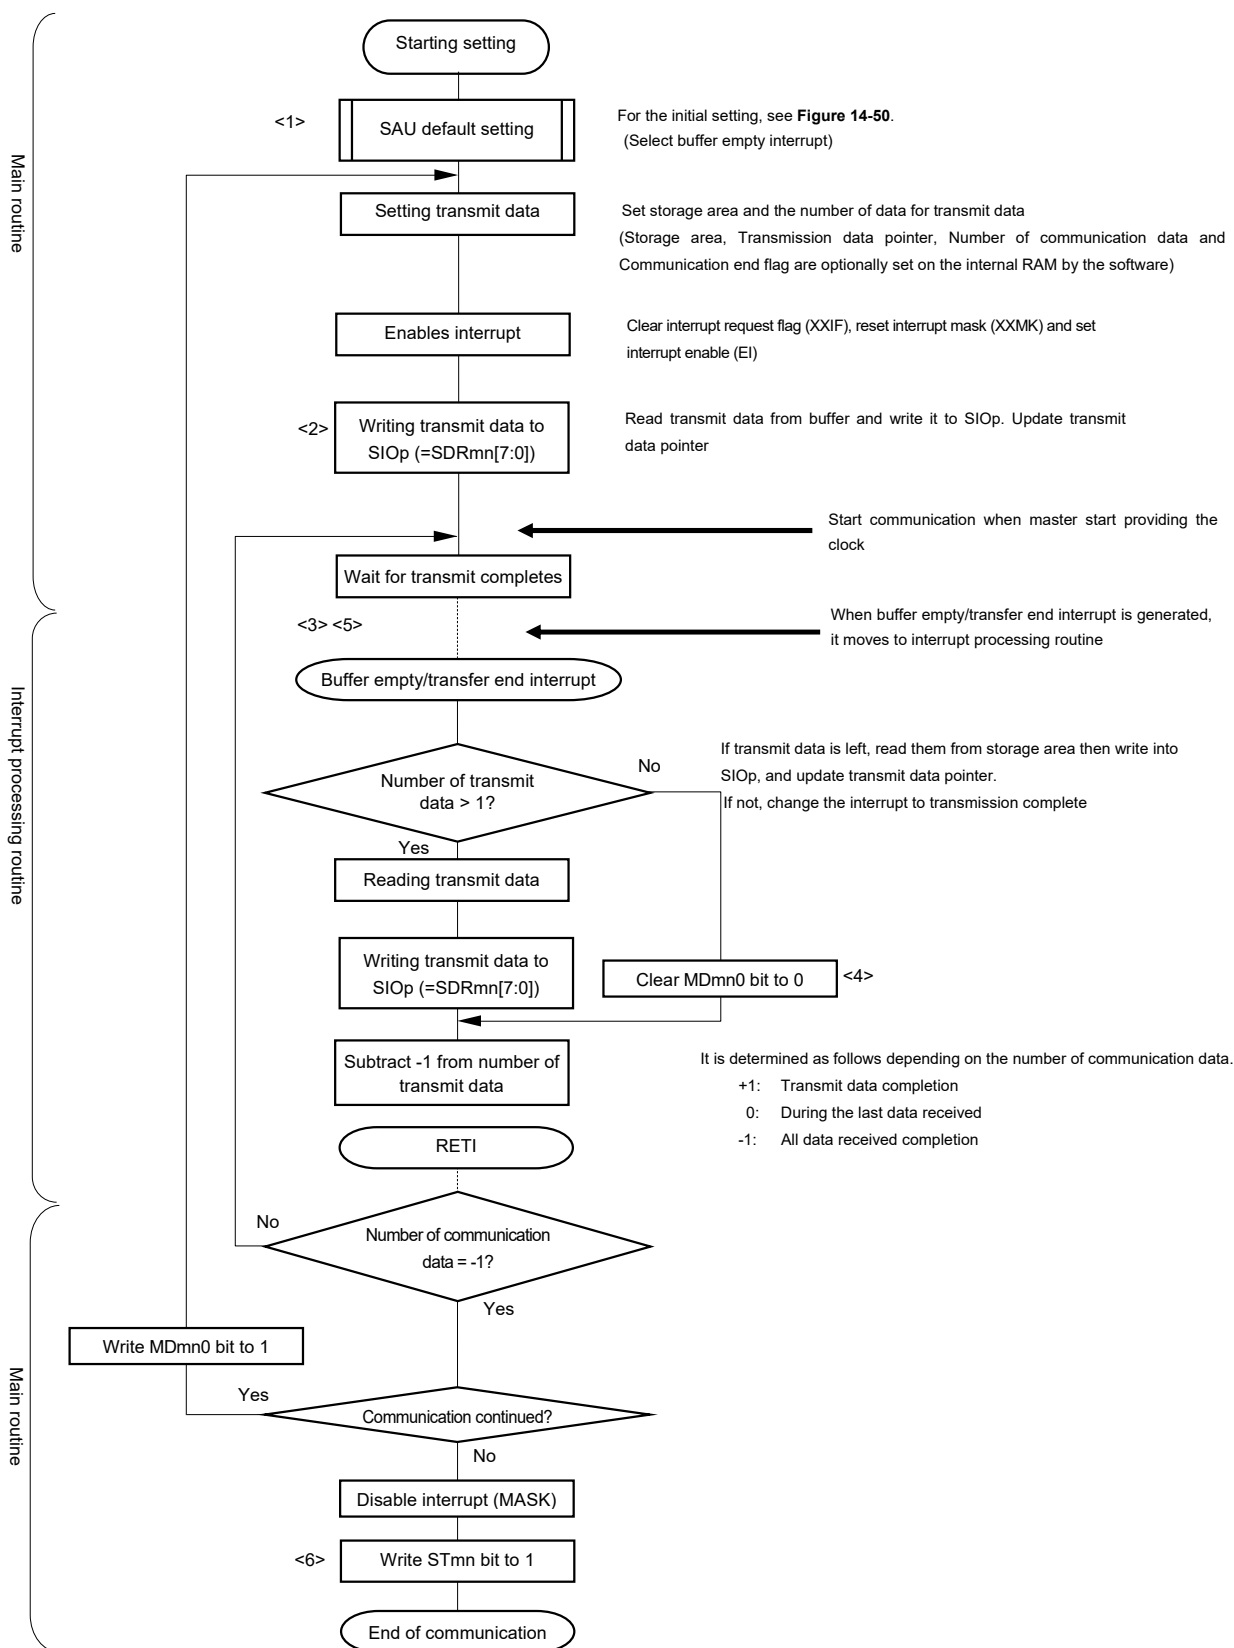 Starting setting
<1>
SAU default setting
For the initial setting, see Figure 14-50.
(Select buffer empty interrupt)
Main routine
Setting transmit data
Set storage area and the number of data for transmit data
(Storage area, Transmission data pointer, Number of communication data and
Communication end flag are optionally set on the internal RAM by the software)
Enables interrupt
Clear interrupt request flag (XXIF), reset interrupt mask (XXMK) and set
interrupt enable (EI)
<2>
Writing transmit data to
SIOp (=SDRmn[7:0])
Read transmit data from buffer and write it to SIOp. Update transmit
data pointer
Start communication when master start providing the
clock
Wait for transmit completes
<3> <5>
When buffer empty/transfer end interrupt is generated,
it moves to interrupt processing routine
Buffer empty/transfer end interrupt
Interrupt processing routine
Number of transmit
data > 1?
No
If transmit data is left, read them from storage area then write into
SIOp, and update transmit data pointer.
If not, change the interrupt to transmission complete
Yes
Reading transmit data
Writing transmit data to
SIOp (=SDRmn[7:0])
Clear MDmn0 bit to 0
<4>
Subtract -1 from number of
transmit data
It is determined as follows depending on the number of communication data.
+1: Transmit data completion
0: During the last data received
-1: All data received completion
RETI
No
Number of communication
data = -1?
Yes
Write MDmn0 bit to 1
Main routine
Yes
Communication continued?
No
Disable interrupt (MASK)
<6>
Write STmn bit to 1
End of communication